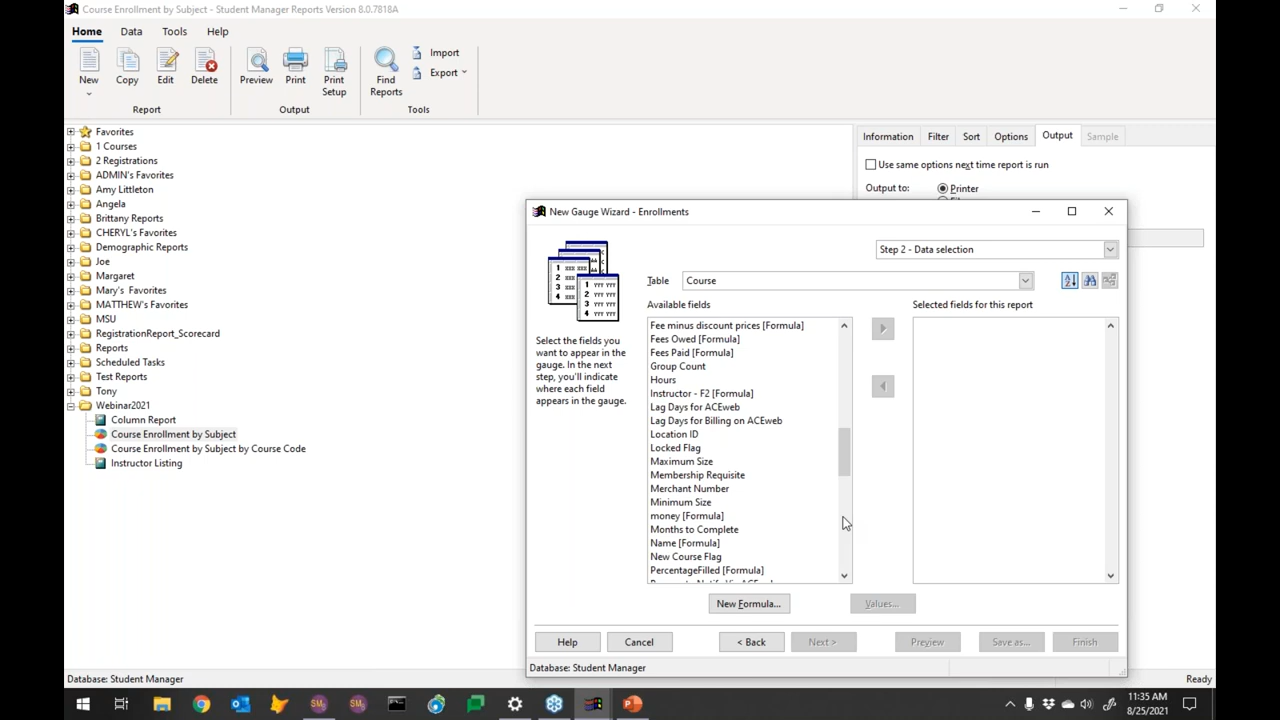 Course Enrollment by Subject - Student Manager Reports Version 8.0.7818A
Home Data Tools Help
New Copy Edit Delete Preview Print Print Setup Find Reports Import Export
Report Output Tools
Favorites
1 Courses
2 Registrations
ADMIN's Favorites
Amy Littleton
Angela
Brittany Reports
CHERYL's Favorites
Demographic Reports
Joe
Margaret
Mary's Favorites
MATTHEW's Favorites
MSU
RegistrationReport_Scorecard
Reports
Scheduled Tasks
Test Reports
Tony
Webinar2021
Column Report
Course Enrollment by Subject
Course Enrollment by Subject by Course Code
Instructor Listing
Information Filter Sort Options Output Sample
Use same options next time report is run
Output to: Printer
New Gauge Wizard - Enrollments
Step 2 - Data selection
Table Course
Available fields
Selected fields for this report
Select the fields you
want to appear in the
gauge. In the next
step, you'll indicate
where each field
appears in the gauge.
Fee minus discount prices [Formula]
Fees Owed [Formula]
Fees Paid [Formula]
Group Count
Hours
Instructor - F2 [Formula]
Lag Days for ACEweb
Lag Days for Billing on ACEweb
Location ID
Locked Flag
Maximum Size
Membership Requisite
Merchant Number
Minimum Size
money [Formula]
Months to Complete
Name [Formula]
New Course Flag
PercentageFilled [Formula]
New Formula... Values...
Help Cancel < Back Next > Preview Save as... Finish
Database: Student Manager
Database: Student Manager Ready
11:35 AM
8/25/2021